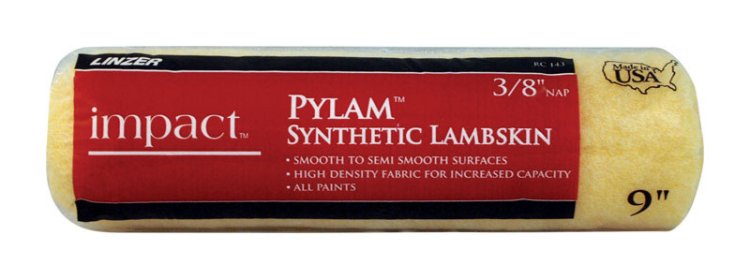 LINZER
RC 143
Made in
USA
3/8" NAP
impact™
PYLAM™
SYNTHETIC LAMBSKIN
• SMOOTH TO SEMI SMOOTH SURFACES
• HIGH DENSITY FABRIC FOR INCREASED CAPACITY
• ALL PAINTS
9"